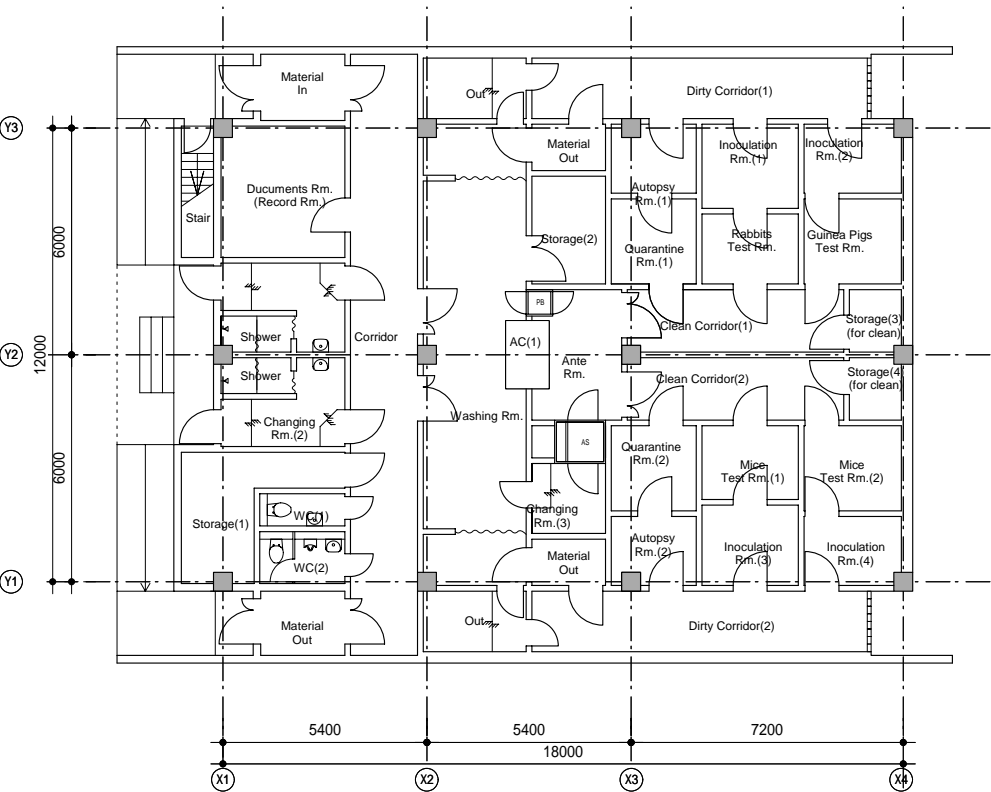 Material
In
Out
Dirty Corridor(1)
Y3
Material
Out
Inoculation
Rm.(1)
Inoculation
Rm.(2)
Ducuments Rm.
(Record Rm.)
Autopsy
Rm.(1)
Stair
6000
Storage(2)
Quarantine
Rm.(1)
Rabbits
Test Rm.
Guinea Pigs
Test Rm.
PB
Shower
Corridor
AC(1)
Clean Corridor(1)
Storage(3)
(for clean)
Y2
12000
Shower
Ante
Rm.
Clean Corridor(2)
Storage(4
(for clean)
Changing
Rm.(2)
Washing Rm.
AS
Quarantine
Rm.(2)
Mice
Test Rm.(1)
Mice
Test Rm.(2)
6000
Storage(1)
WC(1)
Changing
Rm.(3)
WC(2)
Material
Out
Autopsy
Rm.(2)
Inoculation
Rm.(3)
Inoculation
Rm.(4)
Y1
Material
Out
Out
Dirty Corridor(2)
5400
5400
7200
18000
X1
X2
X3
X4